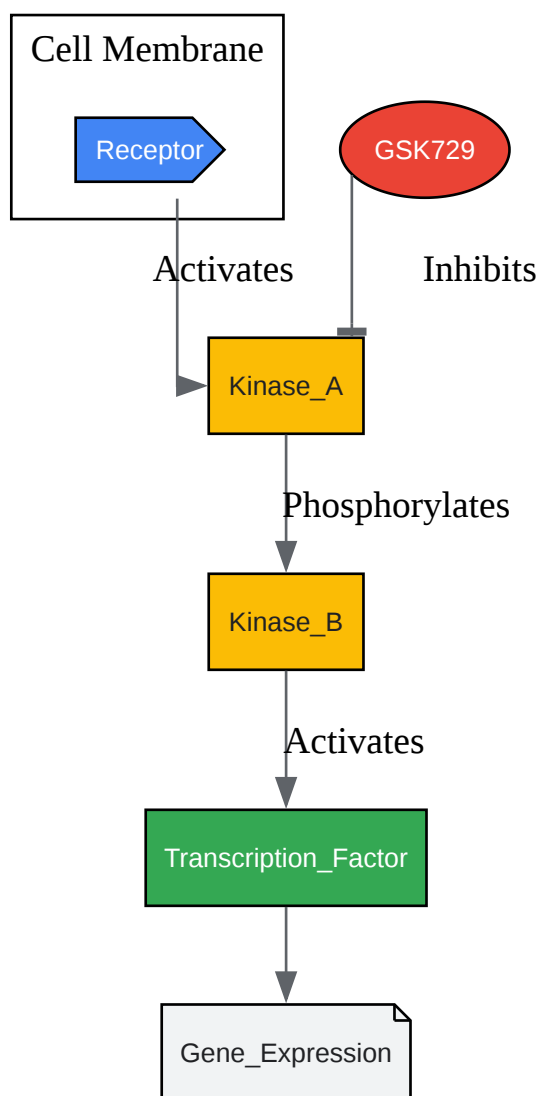 Cell Membrane
Receptor
GSK729
Activates
Inhibits
Kinase_A
Phosphorylates
Kinase_B
Activates
Transcription_Factor
Gene_Expression